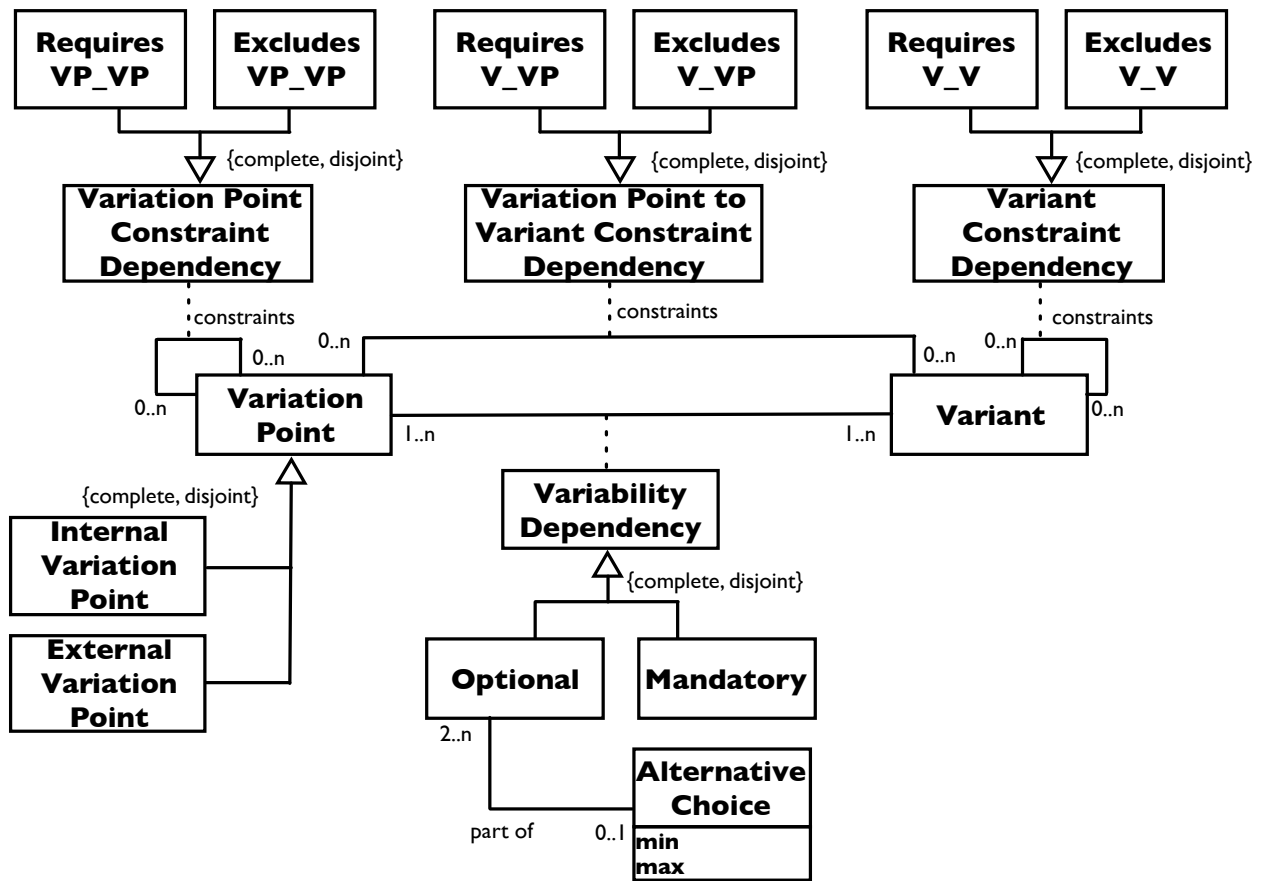 Requires
VP_VP
Excludes
VP_VP
Requires
V_VP
Excludes
V_VP
Requires
V_V
Excludes
V_V
{complete, disjoint}
{complete, disjoint}
{complete, disjoint}
Variation Point
Constraint
Dependency
Variation Point to
Variant Constraint
Dependency
Variant
Constraint
Dependency
constraints
constraints
constraints
0..n
0..n
0..n
0..n
0..n
0..n
Variation
Point
Variant
1..n
1..n
{complete, disjoint}
Internal
Variation
Point
External
Variation
Point
Variability
Dependency
{complete, disjoint}
Optional
Mandatory
2..n
part of
0..1
Alternative
Choice
min
max